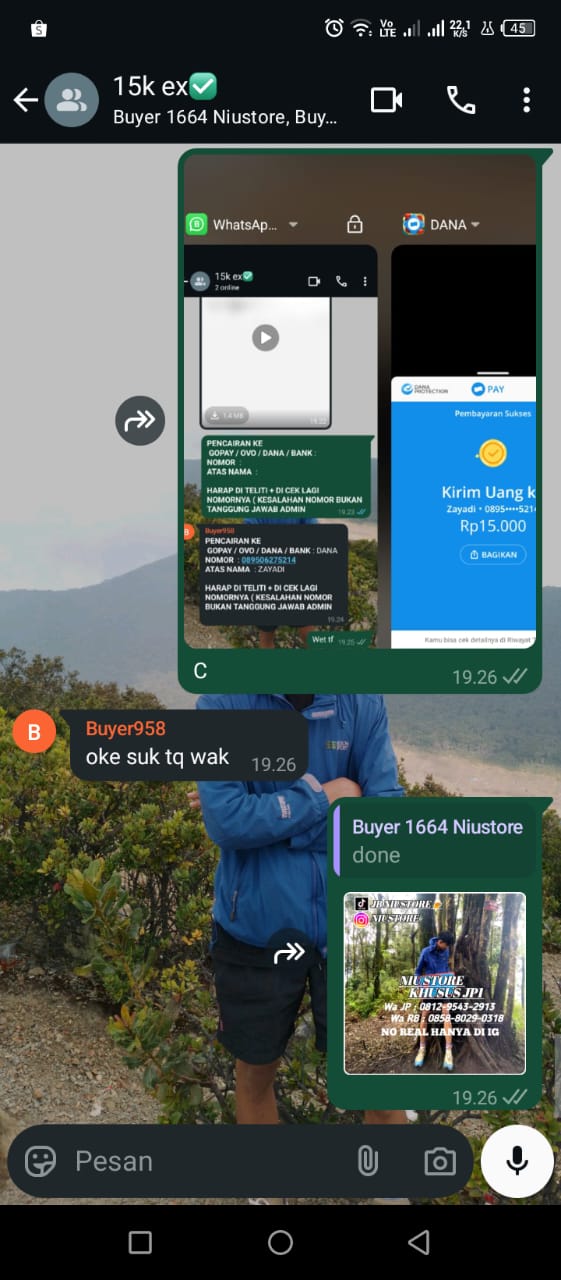 Vo
LTE
22,1
K/S
45
15k ex✅
Buyer 1664 Niustore, Buy...
WhatsAp...
DANA
15k ex✅
2 online
1.4 MB
19.22
PENCAIRAN KE
GOPAY / OVO / DANA / BANK :
NOMOR :
ATAS NAMA :
HARAP DI TELITI + DI CEK LAGI
NOMORNYA ( KESALAHAN NOMOR BUKAN
TANGGUNG JAWAB ADMIN
19.23
Buyer958
PENCAIRAN KE
GOPAY / OVO / DANA / BANK : DANA
NOMOR : 089506275214
ATAS NAMA : ZAYADI
HARAP DI TELITI + DI CEK LAGI
NOMORNYA ( KESALAHAN NOMOR
BUKAN TANGGUNG JAWAB ADMIN
19.24
Wet tf
19.25
DANA
PROTECTION
PAY
Pembayaran Sukses
Kirim Uang k
Zayadi • 0895••••521
Rp15.000
BAGIKAN
Kamu bisa cek detailnya di Riwayat
C
19.26
B
Buyer958
oke suk tq wak
19.26
Buyer 1664 Niustore
done
JB NIUSTORE
NIUSTORE
NIUSTORE
KHUSUS JP1
Wa JP : 0812-9543-2913
Wa RB : 0858-8029-0318
NO REAL HANYA DI IG
19.26
Pesan